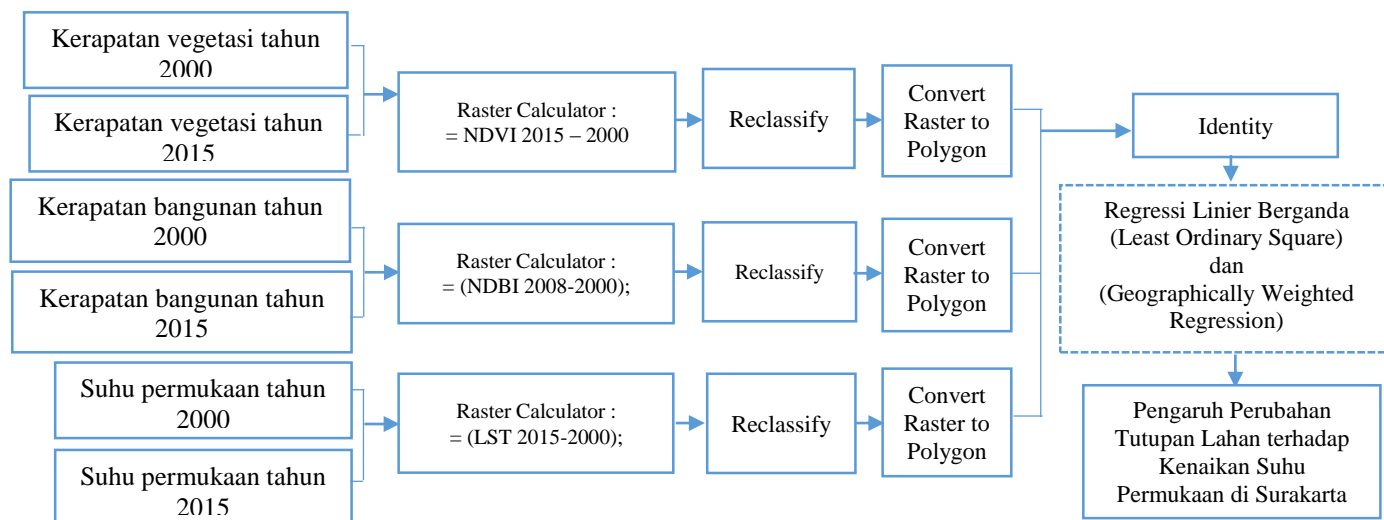 Kerapatan vegetasi tahun
2000
Kerapatan vegetasi tahun
2015
Raster Calculator :
= NDVI 2015 – 2000
Reclassify
Convert
Raster to
Polygon
Kerapatan bangunan tahun
2000
Kerapatan bangunan tahun
2015
Raster Calculator :
= (NDBI 2008-2000);
Reclassify
Convert
Raster to
Polygon
Suhu permukaan tahun
2000
Suhu permukaan tahun
2015
Raster Calculator :
= (LST 2015-2000);
Reclassify
Convert
Raster to
Polygon
Identity
Regressi Linier Berganda
(Least Ordinary Square)
dan
(Geographically Weighted
Regression)
Pengaruh Perubahan
Tutupan Lahan terhadap
Kenaikan Suhu
Permukaan di Surakarta